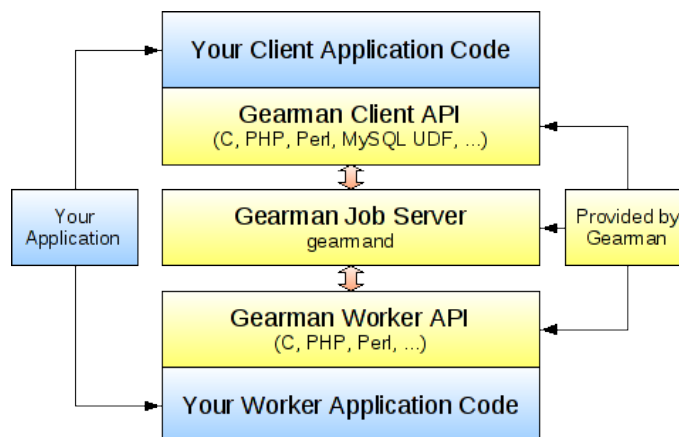 Your Client Application Code
Gearman Client API
(C, PHP, Perl, MySQL UDF, ...)
Your
Application
Gearman Job Server
gearmand
Provided by
Gearman
Gearman Worker API
(C, PHP, Perl, ...)
Your Worker Application Code